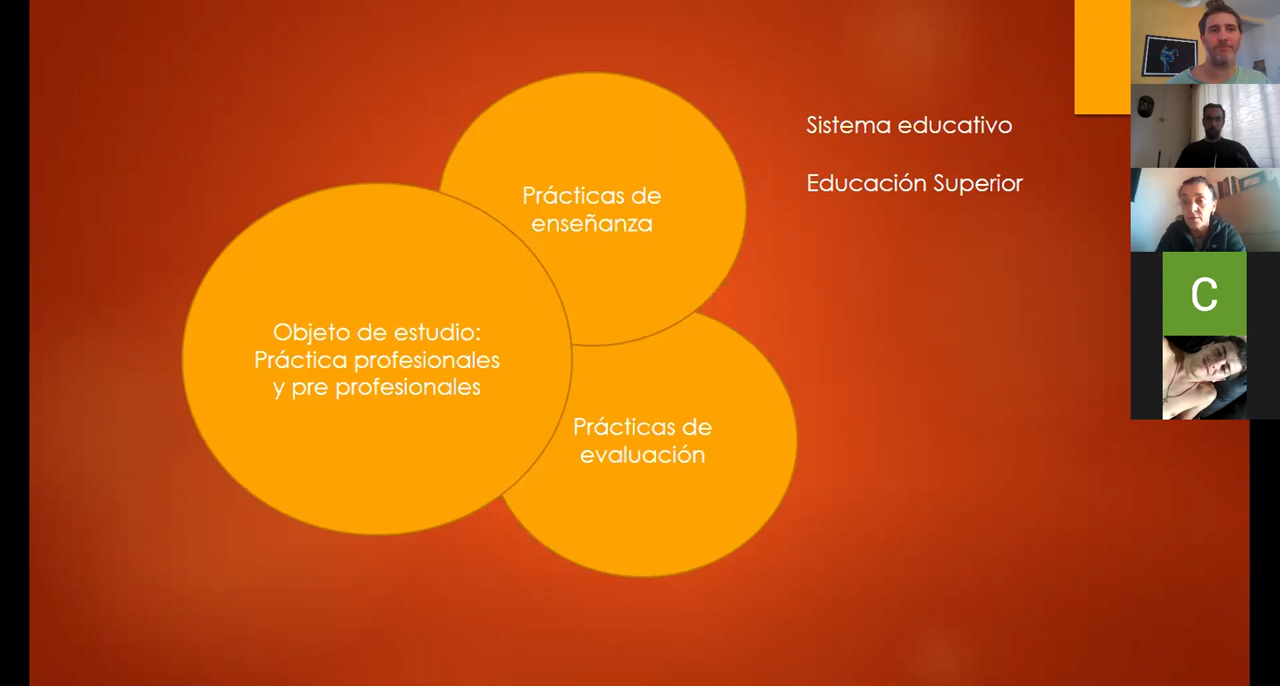 Prácticas de
enseñanza
Objeto de estudio:
Práctica profesionales
y pre profesionales
Prácticas de
evaluación
Sistema educativo
Educación Superior
C